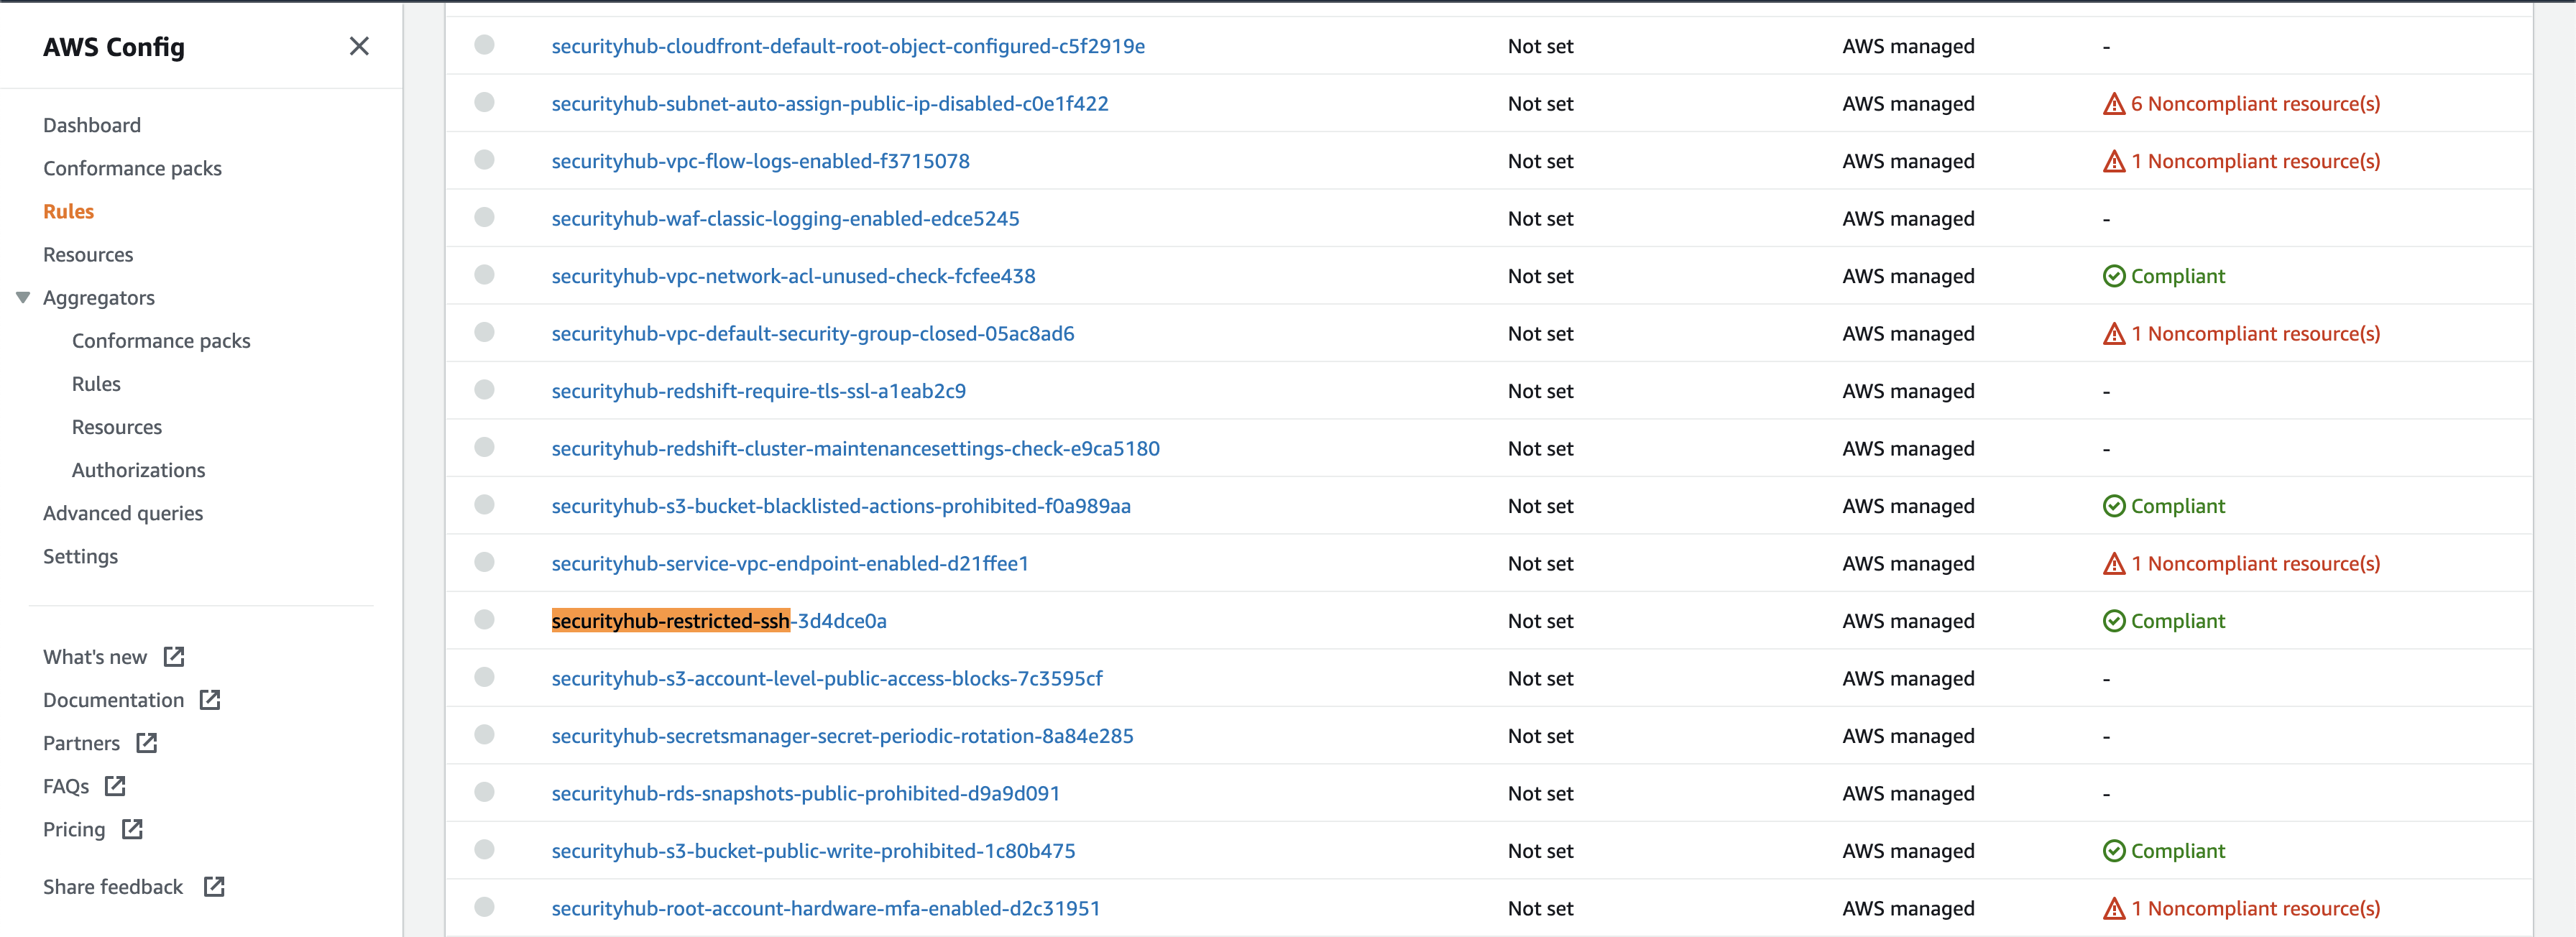 AWS Config
Dashboard
Conformance packs
Rules
Resources
Aggregators
Conformance packs
Rules
Resources
Authorizations
Advanced queries
Settings
What's new
Documentation
Partners
FAQs
Pricing
Share feedback
securityhub-cloudfront-default-root-object-configured-c5f2919e Not set AWS managed -
securityhub-subnet-auto-assign-public-ip-disabled-c0e1f422 Not set AWS managed 6 Noncompliant resource(s)
securityhub-vpc-flow-logs-enabled-f3715078 Not set AWS managed 1 Noncompliant resource(s)
securityhub-waf-classic-logging-enabled-edce5245 Not set AWS managed -
securityhub-vpc-network-acl-unused-check-fcfee438 Not set AWS managed Compliant
securityhub-vpc-default-security-group-closed-05ac8ad6 Not set AWS managed 1 Noncompliant resource(s)
securityhub-redshift-require-tls-ssl-a1eab2c9 Not set AWS managed -
securityhub-redshift-cluster-maintenancesettings-check-e9ca5180 Not set AWS managed -
securityhub-s3-bucket-blacklisted-actions-prohibited-f0a989aa Not set AWS managed Compliant
securityhub-service-vpc-endpoint-enabled-d21ffee1 Not set AWS managed 1 Noncompliant resource(s)
securityhub-restricted-ssh-3d4dce0a Not set AWS managed Compliant
securityhub-s3-account-level-public-access-blocks-7c3595cf Not set AWS managed -
securityhub-secretsmanager-secret-periodic-rotation-8a84e285 Not set AWS managed -
securityhub-rds-snapshots-public-prohibited-d9a9d091 Not set AWS managed -
securityhub-s3-bucket-public-write-prohibited-1c80b475 Not set AWS managed Compliant
securityhub-root-account-hardware-mfa-enabled-d2c31951 Not set AWS managed 1 Noncompliant resource(s)